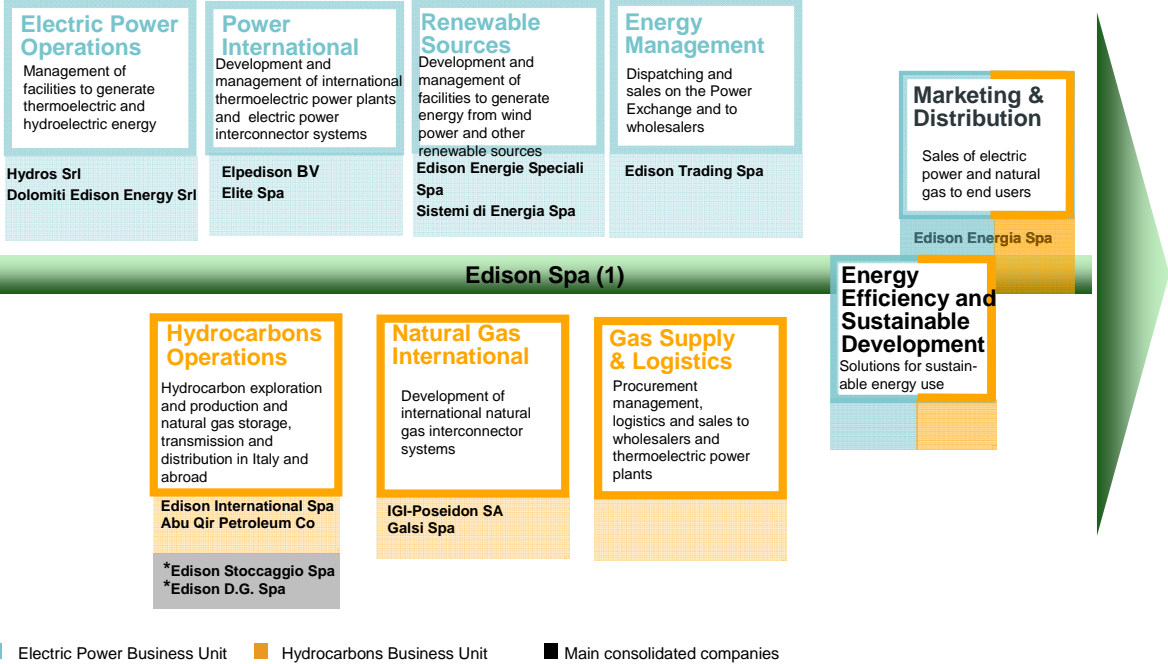 Electric Power
Operations
Management of
facilities to generate
thermoelectric and
hydroelectric energy
Hydros Srl
Dolomiti Edison Energy Srl
Power
International
Development and
management of international
thermoelectric power plants
and electric power
interconnector systems
Elpedison BV
Elite Spa
Renewable
Sources
Development and
management of
facilities to generate
energy from wind
power and other
renewable sources
Edison Energie Speciali
Spa
Sistemi di Energia Spa
Energy
Management
Dispatching and
sales on the Power
Exchange and to
wholesalers
Edison Trading Spa
Marketing &
Distribution
Sales of electric
power and natural
gas to end users
Edison Energia Spa
Edison Spa (1)
Energy
Efficiency and
Sustainable
Development
Solutions for sustain-
able energy use
Hydrocarbons
Operations
Hydrocarbon exploration
and production and
natural gas storage,
transmission and
distribution in Italy and
abroad
Edison International Spa
Abu Qir Petroleum Co
*Edison Stoccaggio Spa
*Edison D.G. Spa
Natural Gas
International
Development of
international natural
gas interconnector
systems
IGI-Poseidon SA
Galsi Spa
Gas Supply
& Logistics
Procurement
management,
logistics and sales to
wholesalers and
thermoelectric power
plants
Electric Power Business Unit
Hydrocarbons Business Unit
Main consolidated companies